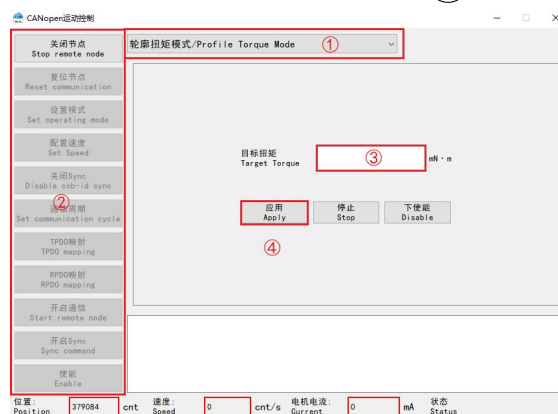 CANopen运动控制
关闭节点
Stop remote node
复位节点
Reset communication
设置模式
Set operating mode
配置速度
Set Speed
关闭Sync
Disable cob-id sync
②
周期
Set communication cycle
TPDO映射
TPDO mapping
RPDO映射
RPDO mapping
开启通信
Start remote node
开启Sync
Sync command
使能
Enable
轮廓扭矩模式/Profile Torque Mode
①
目标扭矩
Target Torque
③
mN·m
应用
Apply
停止
Stop
下使能
Disable
④
位置:
Position
379084
cnt
速度:
Speed
0
cnt/s
电机电流:
Current
0
mA
状态
Status